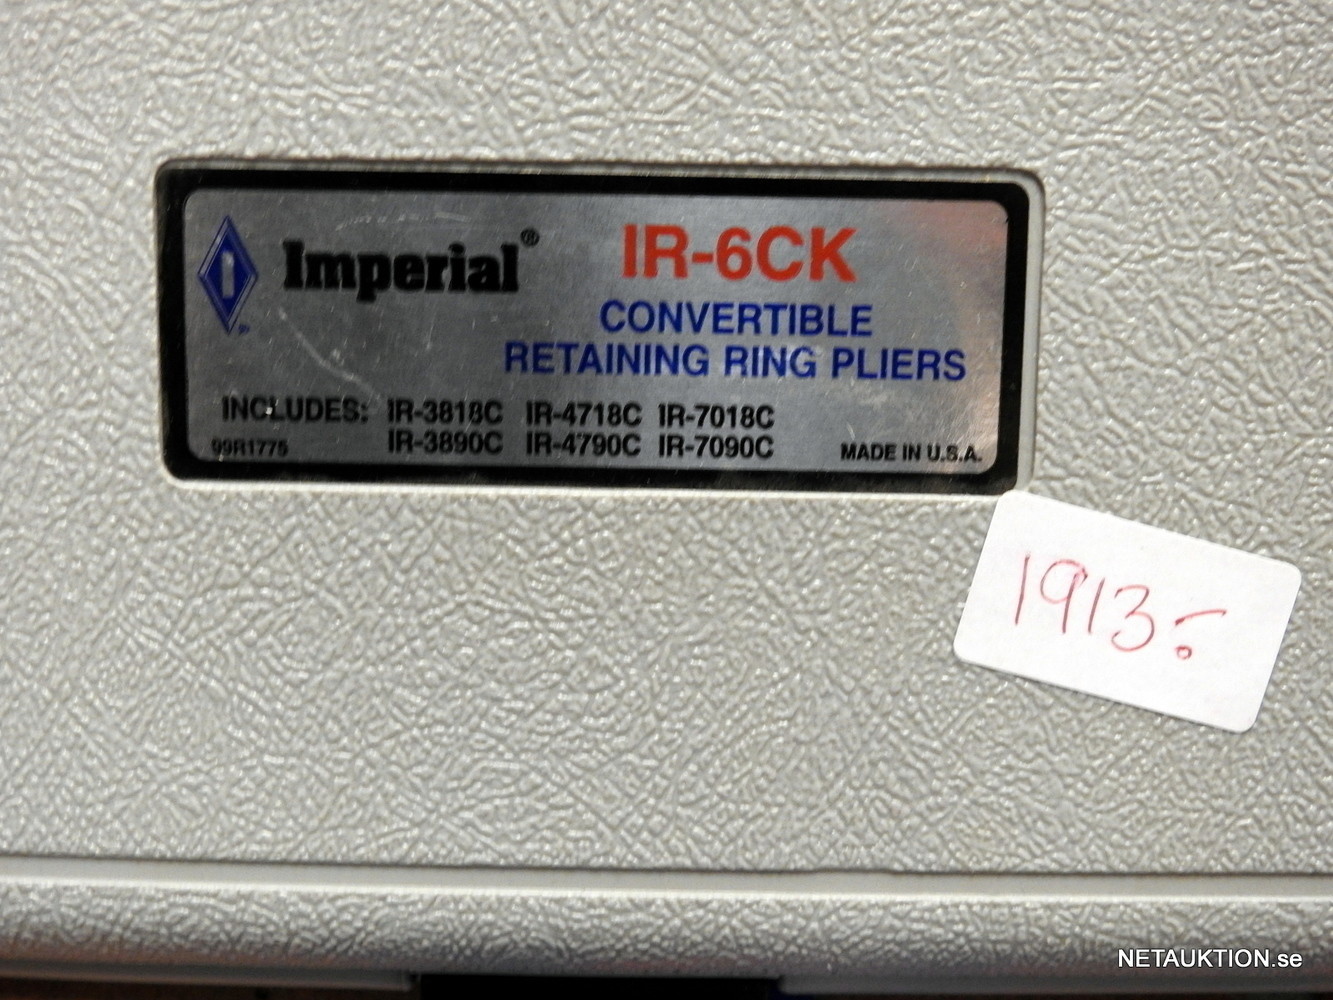 Imperial®
IR-6CK
CONVERTIBLE
RETAINING RING PLIERS
INCLUDES: IR-3818C IR-4718C IR-7018C
IR-3890C IR-4790C IR-7090C
99R1775
MADE IN U.S.A.
1913:-
NETAUKTION.se